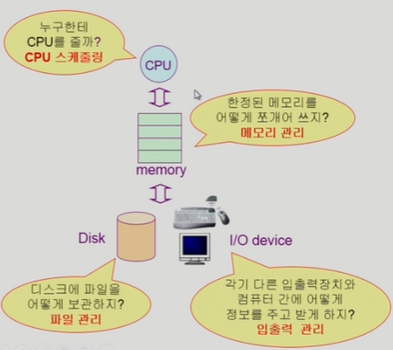 누구한테
CPU를 줄까?
CPU 스케줄링
CPU
한정된 메모리를
어떻게 쪼개어 쓰지?
메모리 관리
memory
Disk
I/O device
디스크에 파일을
어떻게 보관하지?
파일 관리
각기 다른 입출력장치와
컴퓨터 간에 어떻게
정보를 주고 받게 하지?
입출력 관리